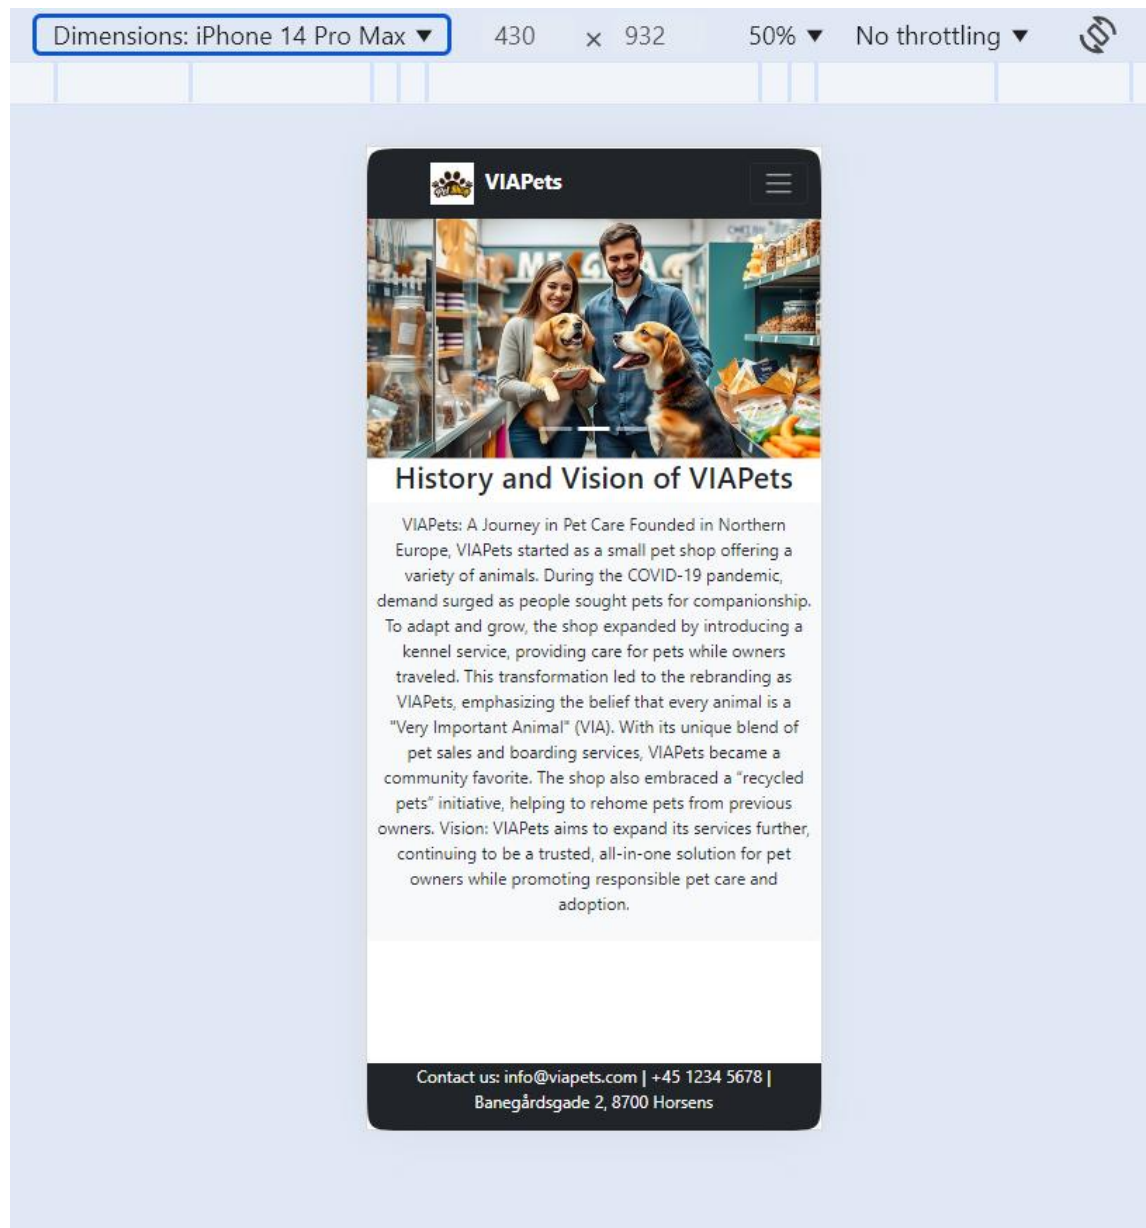 Dimensions: iPhone 14 Pro Max ▼ 430 × 932 50% ▼ No throttling ▼
VIAPets
History and Vision of VIAPets
VIAPets: A Journey in Pet Care Founded in Northern
Europe, VIAPets started as a small pet shop offering a
variety of animals. During the COVID-19 pandemic,
demand surged as people sought pets for companionship.
To adapt and grow, the shop expanded by introducing a
kennel service, providing care for pets while owners
traveled. This transformation led to the rebranding as
VIAPets, emphasizing the belief that every animal is a
"Very Important Animal" (VIA). With its unique blend of
pet sales and boarding services, VIAPets became a
community favorite. The shop also embraced a “recycled
pets” initiative, helping to rehome pets from previous
owners. Vision: VIAPets aims to expand its services further,
continuing to be a trusted, all-in-one solution for pet
owners while promoting responsible pet care and
adoption.
Contact us: info@viapets.com | +45 1234 5678 |
Banegårdsgade 2, 8700 Horsens